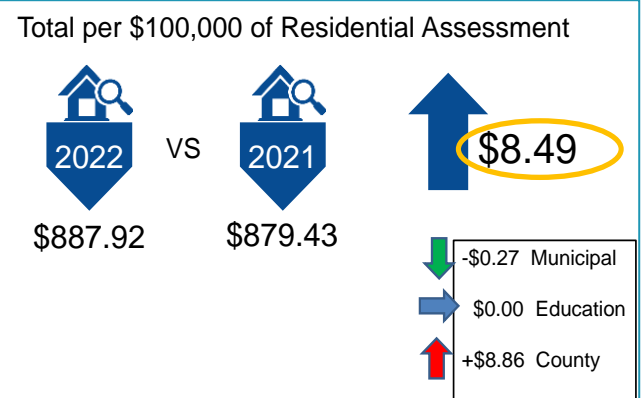 Total per $100,000 of Residential Assessment
2022 VS 2021
$8.49
$887.92 $879.43
-$0.27 Municipal
$0.00 Education
+$8.86 County